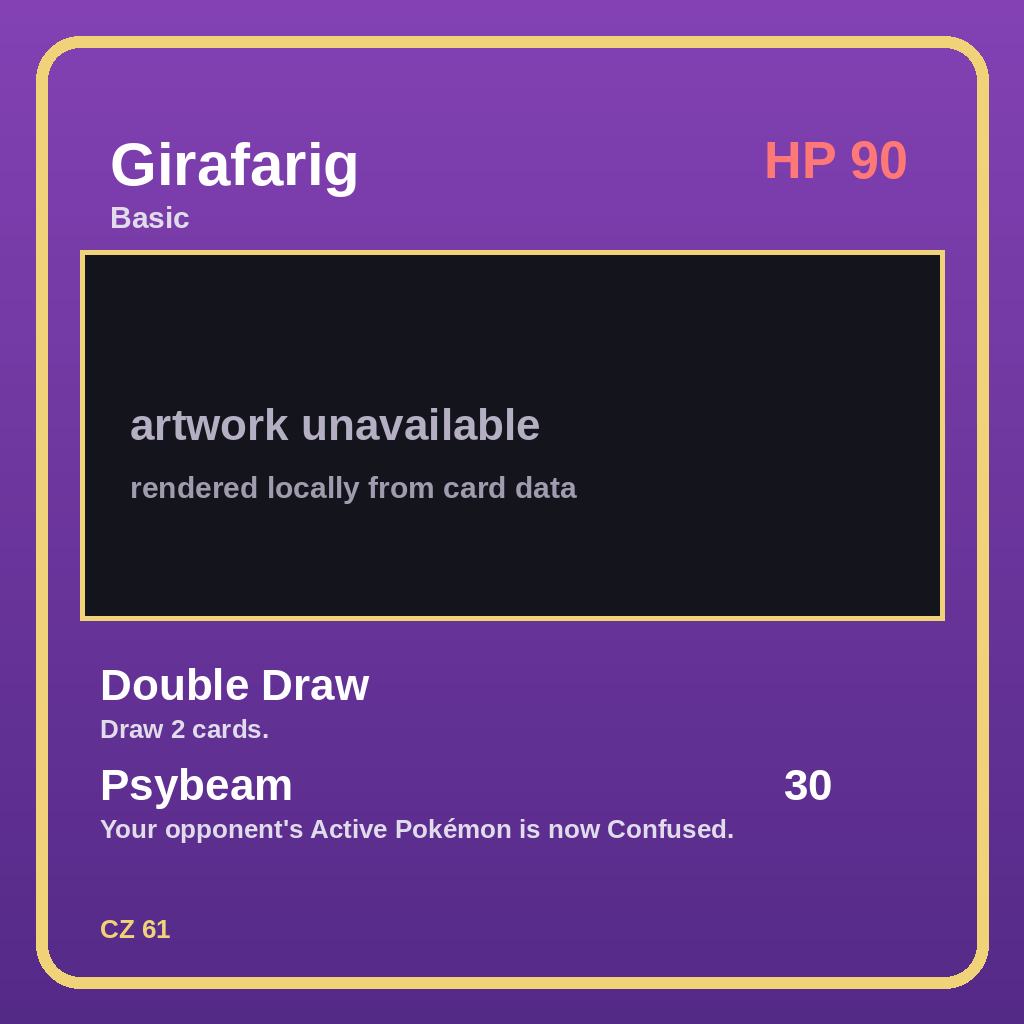 Girafarig
HP 90
Basic
artwork unavailable
rendered locally from card data
Double Draw
Draw 2 cards.
Psybeam
30
Your opponent's Active Pokémon is now Confused.
CZ 61